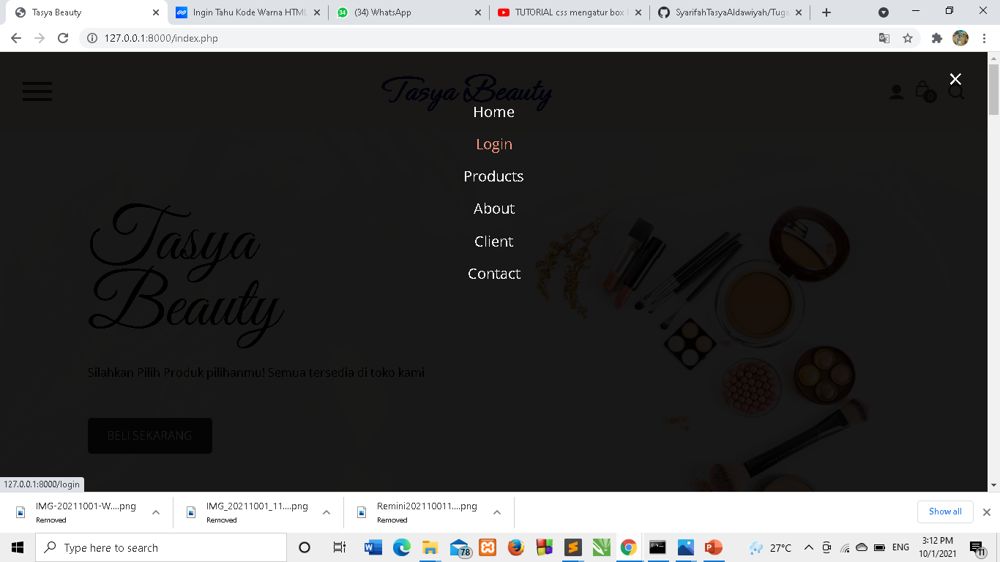 Tasya Beauty
Ingin Tahu Kode Warna HTML
34
(34) WhatsApp
TUTORIAL css mengatur box
SyarifahTasyaAldawiyah/Tuga
127.0.0.1:8000/index.php
Tasya Beauty
0
Home
Login
Products
About
Client
Contact
Tasya
Beauty
Silahkan Pilih Produk pilihanmu! Semua tersedia di toko kami
BELI SEKARANG
127.0.0.1:8000/login
IMG-20211001-W....png
Removed
IMG_20211001_11....png
Removed
Remini202110011....png
Removed
Show all
Type here to search
78
27°C
ENG
3:12 PM
10/1/2021
11